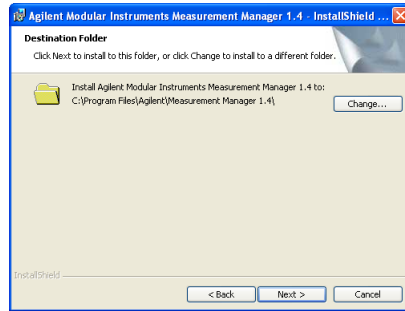 Agilent Modular Instruments Measurement Manager 1.4 - InstallShield ...
Destination Folder
Click Next to install to this folder, or click Change to install to a different folder.
Install Agilent Modular Instruments Measurement Manager 1.4 to:
C:\Program Files\Agilent\Measurement Manager 1.4\
Change...
InstallShield
< Back
Next >
Cancel